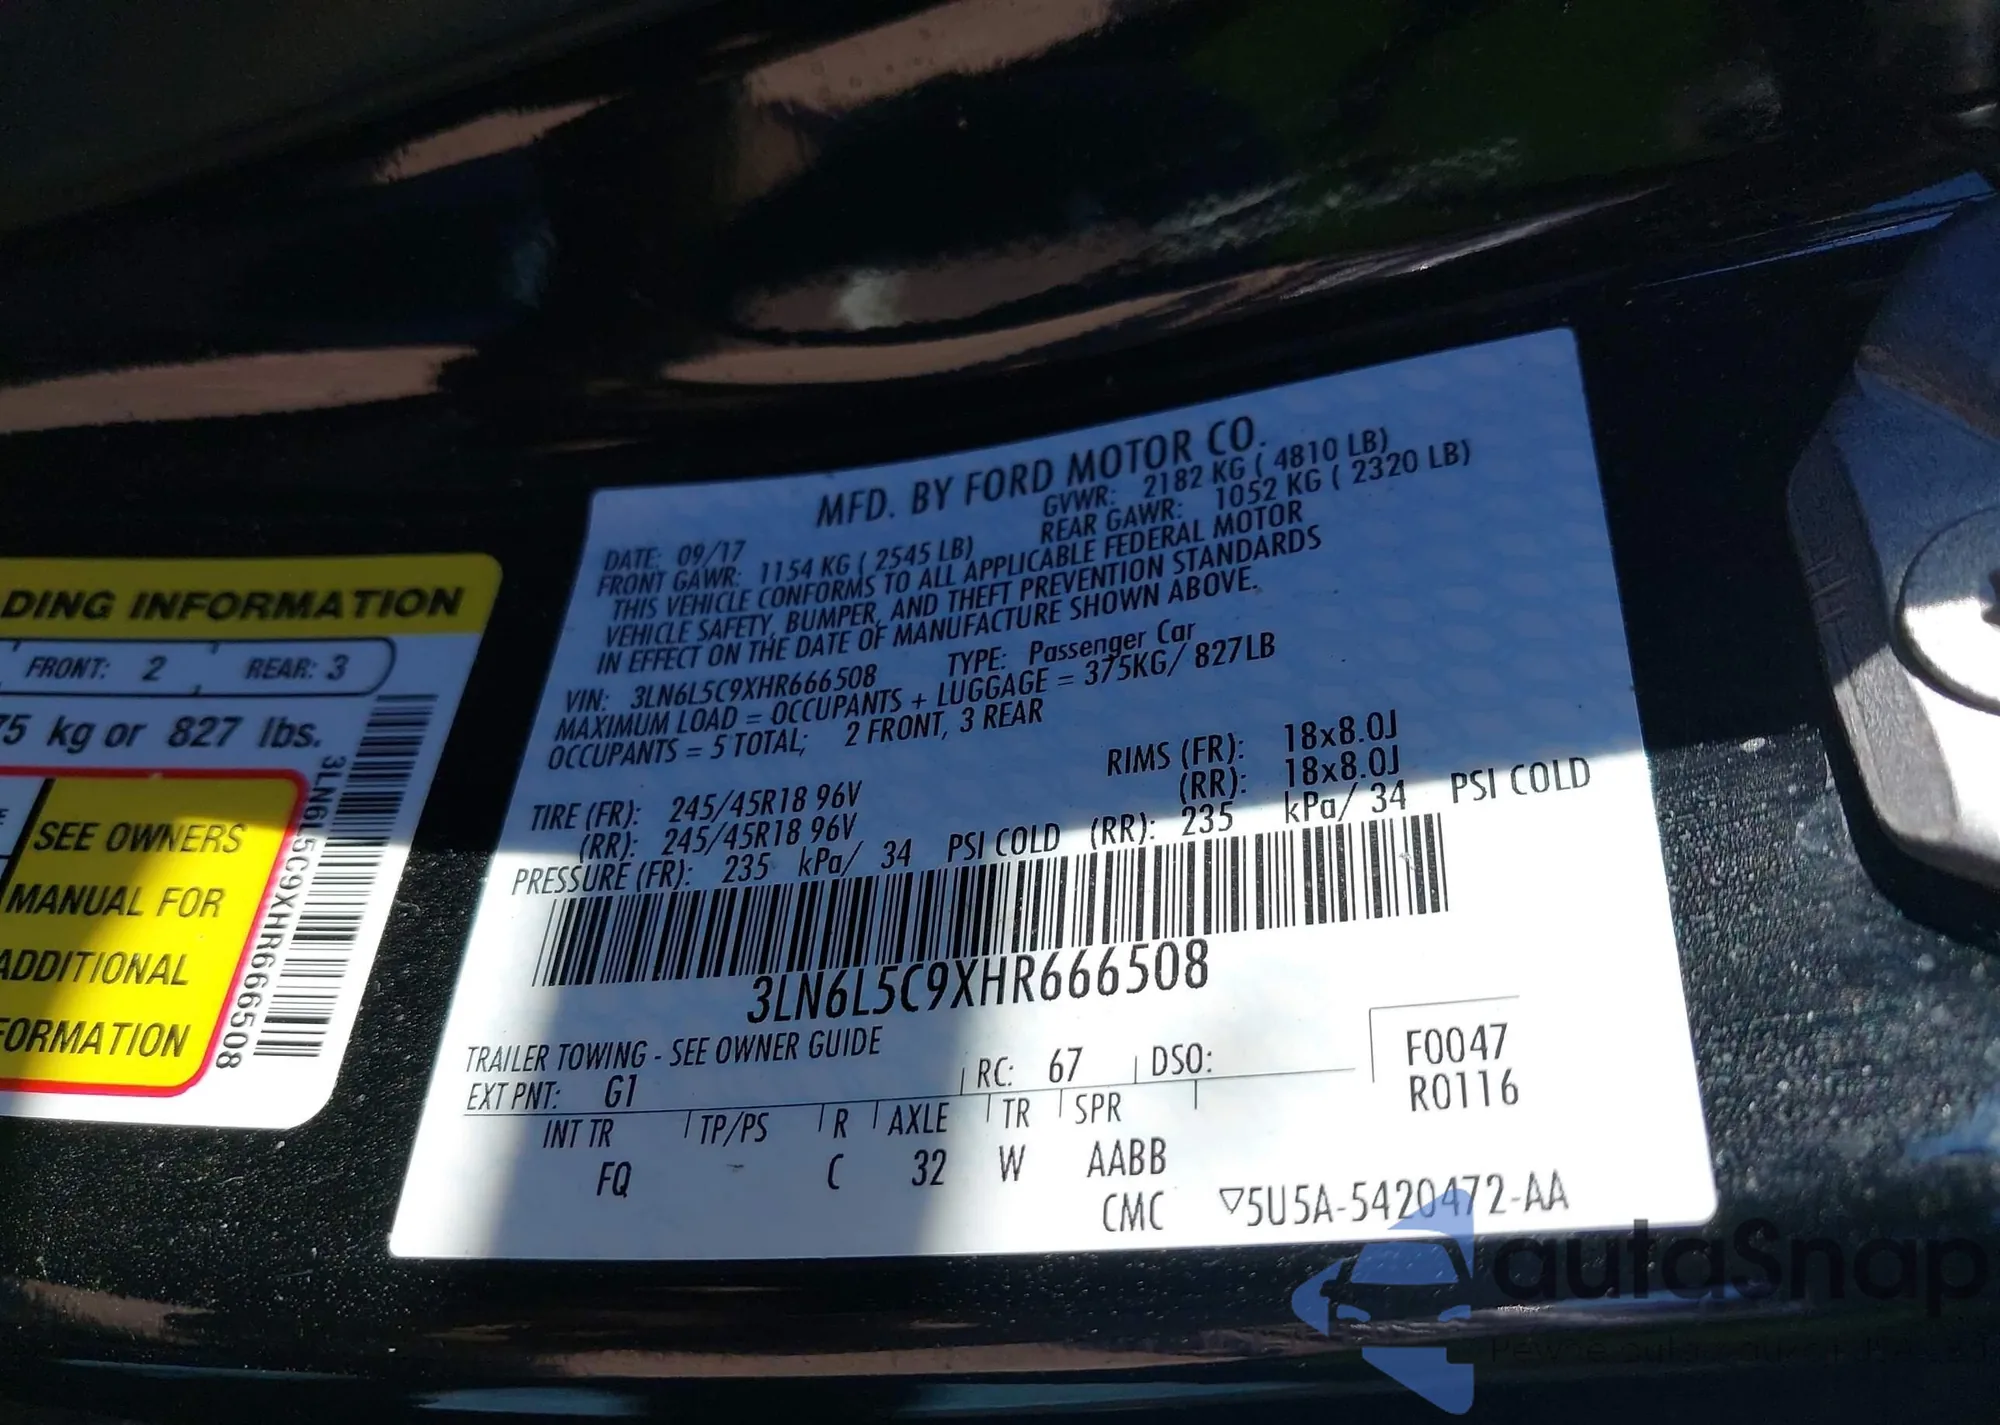 DING INFORMATION
FRONT: 2 REAR: 3
75 kg or 827 lbs.
SEE OWNERS
MANUAL FOR
ADDITIONAL
FORMATION
3LN6L5C9XHR666508
MFD. BY FORD MOTOR CO.
DATE: 09/17 GVWR: 2182 KG ( 4810 LB)
FRONT GAWR: 1154 KG ( 2545 LB) REAR GAWR: 1052 KG ( 2320 LB)
THIS VEHICLE CONFORMS TO ALL APPLICABLE FEDERAL MOTOR
VEHICLE SAFETY, BUMPER, AND THEFT PREVENTION STANDARDS
IN EFFECT ON THE DATE OF MANUFACTURE SHOWN ABOVE.
VIN: 3LN6L5C9XHR666508 TYPE: Passenger Car
MAXIMUM LOAD = OCCUPANTS + LUGGAGE = 375KG/ 827LB
OCCUPANTS = 5 TOTAL; 2 FRONT, 3 REAR
TIRE (FR): 245/45R18 96V RIMS (FR): 18x8.0J
(RR): 245/45R18 96V (RR): 18x8.0J
PRESSURE (FR): 235 kPa/ 34 PSI COLD (RR): 235 kPa/ 34 PSI COLD
3LN6L5C9XHR666508
TRAILER TOWING - SEE OWNER GUIDE
EXT PNT: G1 RC: 67 DSO: F0047
R0116
INT TR TP/PS R AXLE TR SPR
FQ C 32 W AABB
CMC ▽5U5A-5420472-AA
autaSnap